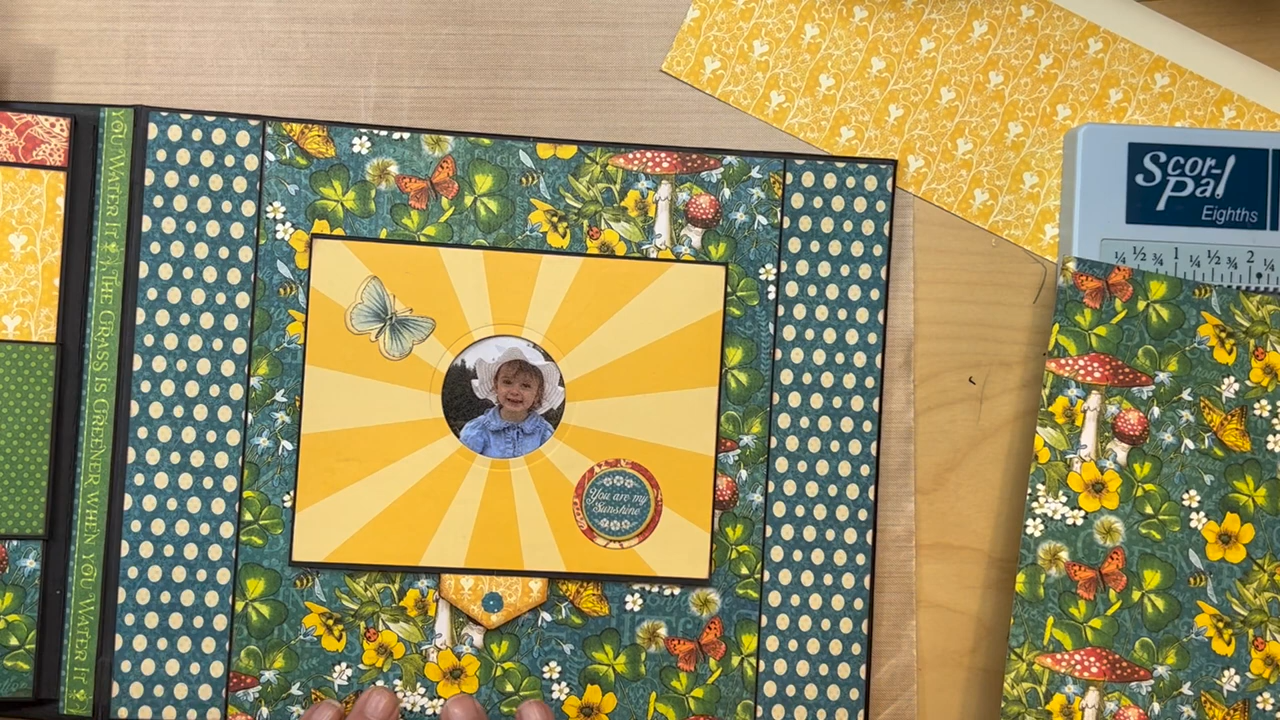 YOU WATER IT
THE GRASS IS GREENER WHEN YOU WATER IT
LUCK
You are my
Sunshine
Scor-
Pal
Eighths
¼ ½ ¾ 1 ¼ ½ ¾ 2 ¼